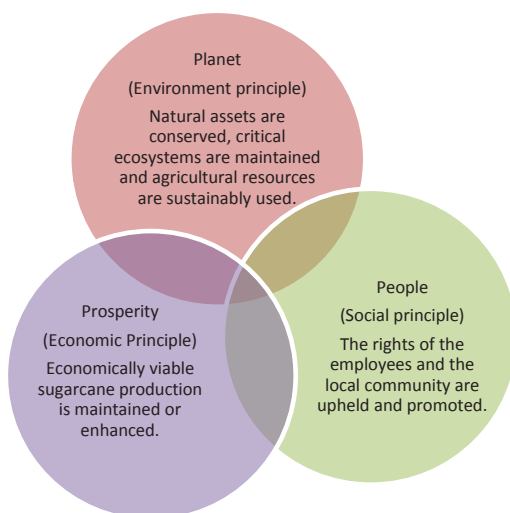 Planet
(Environment principle)
Natural assets are
conserved, critical
ecosystems are maintained
and agricultural resources
are sustainably used.
Prosperity
(Economic Principle)
Economically viable
sugarcane production
is maintained or
enhanced.
People
(Social principle)
The rights of the
employees and the
local community are
upheld and promoted.